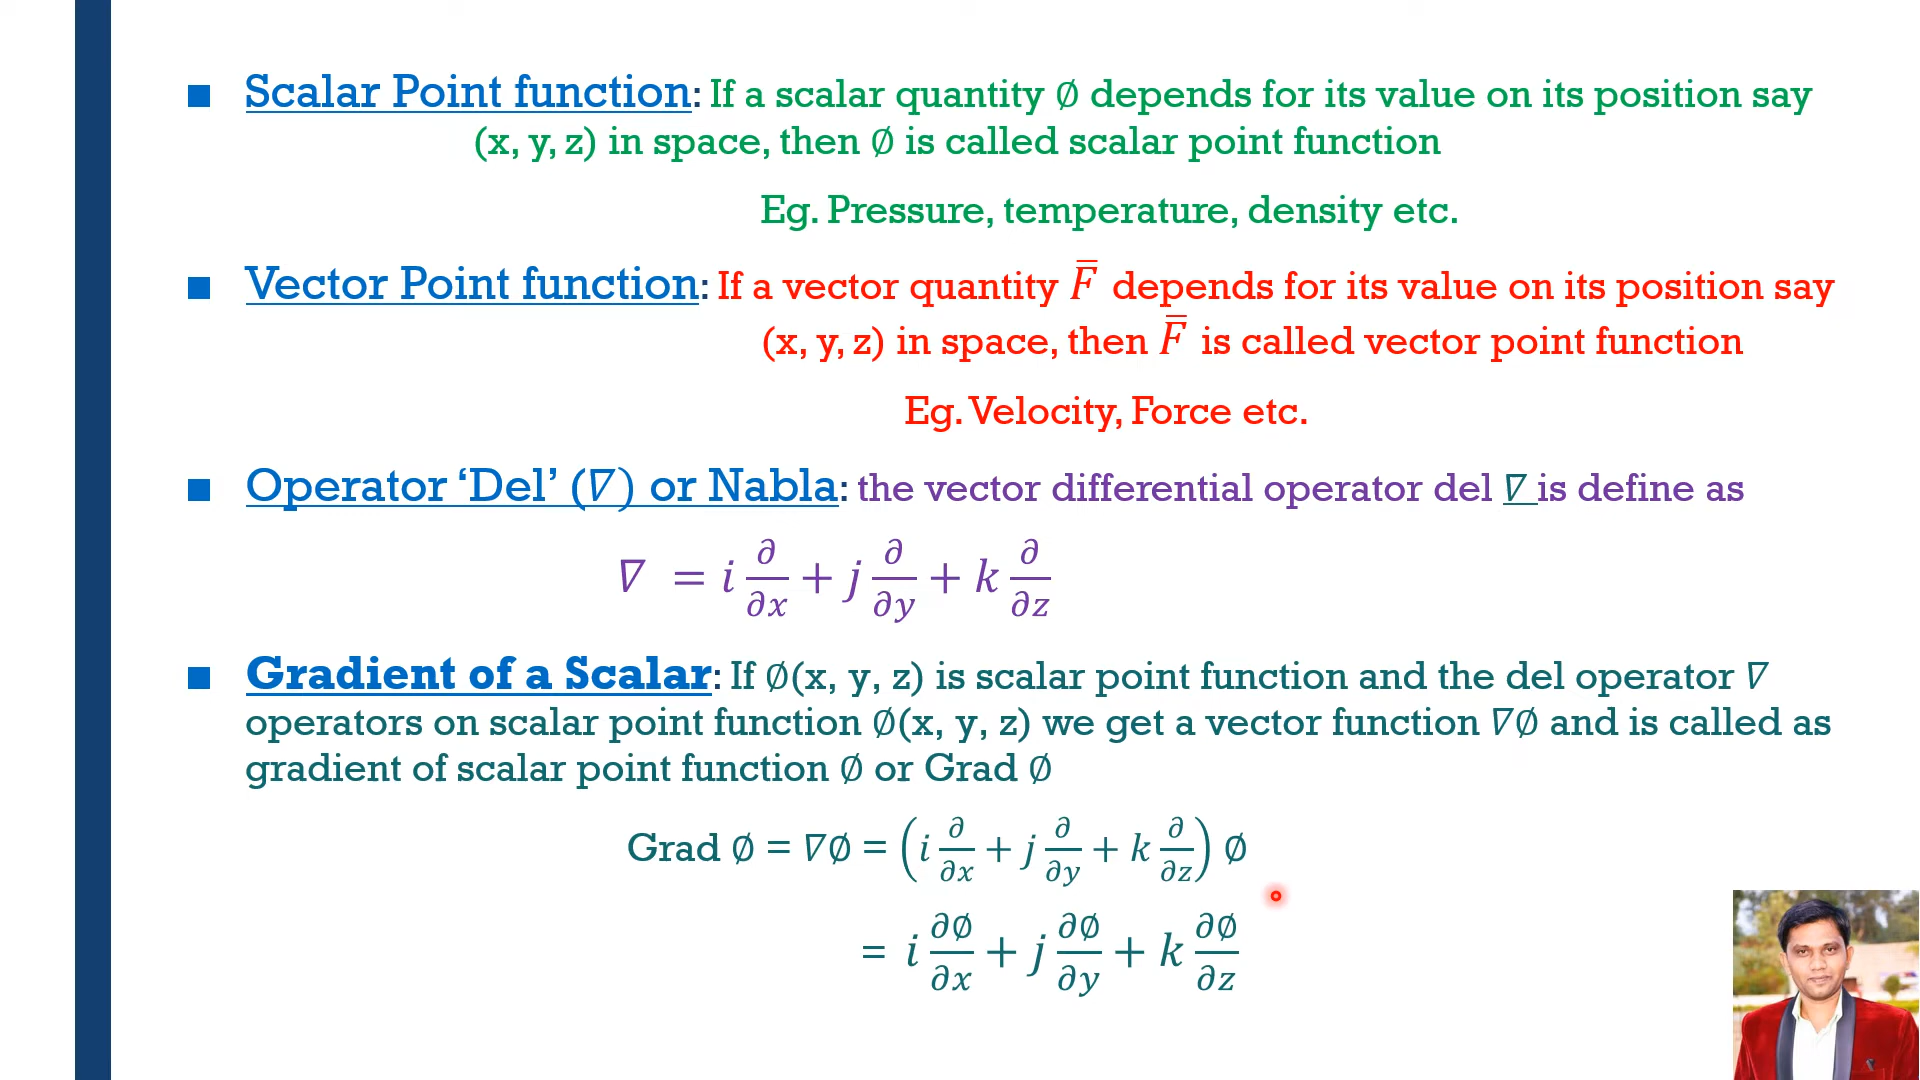 ■ Scalar Point function: If a scalar quantity ∅ depends for its value on its position say
(x, y, z) in space, then ∅ is called scalar point function
Eg. Pressure, temperature, density etc.
■ Vector Point function: If a vector quantity F̅ depends for its value on its position say
(x, y, z) in space, then F̿ is called vector point function
Eg. Velocity, Force etc.
■ Operator ‘Del’ (∇) or Nabla: the vector differential operator del ∇ is define as
∇ = i ∂/∂x + j ∂/∂y + k ∂/∂z
■ Gradient of a Scalar: If ∅(x, y, z) is scalar point function and the del operator ∇
operators on scalar point function ∅(x, y, z) we get a vector function ∇∅ and is called as
gradient of scalar point function ∅ or Grad ∅
Grad ∅ = ∇∅ = (i ∂/∂x + j ∂/∂y + k ∂/∂z) ∅
= i ∂∅/∂x + j ∂∅/∂y + k ∂∅/∂z